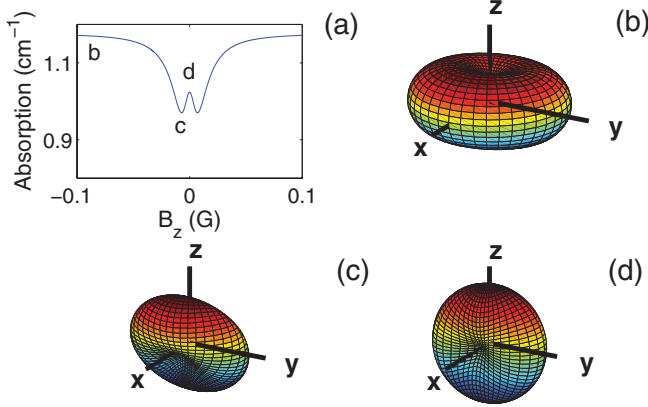 (a)
Absorption (cm⁻¹)
1.1
0.9
b
d
c
−0.1
0
0.1
B_z (G)
(b)
z
x
y
(c)
z
x
y
(d)
z
x
y